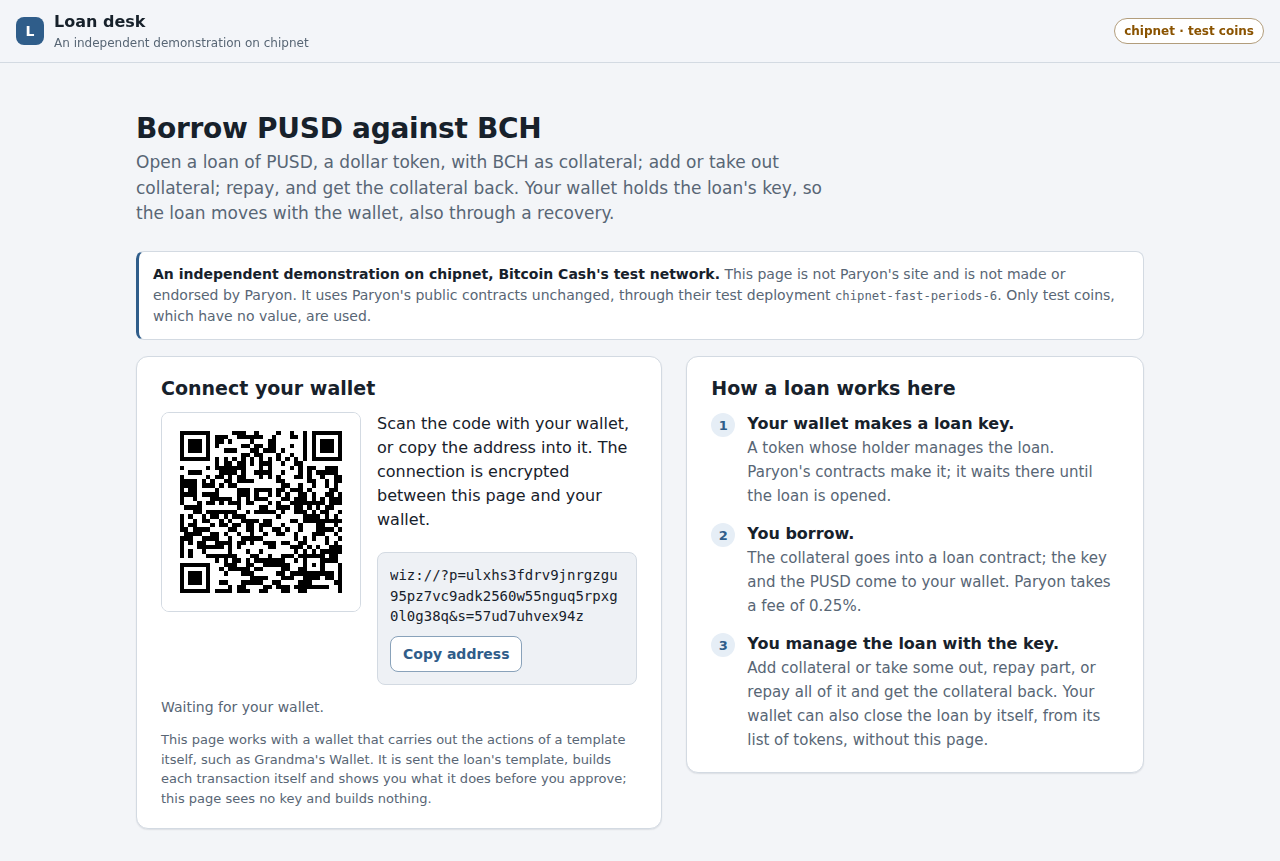 L
Loan desk
An independent demonstration on chipnet
chipnet · test coins
Borrow PUSD against BCH
Open a loan of PUSD, a dollar token, with BCH as collateral; add or take out
collateral; repay, and get the collateral back. Your wallet holds the loan's key, so
the loan moves with the wallet, also through a recovery.
An independent demonstration on chipnet, Bitcoin Cash's test network. This page is not Paryon's site and is not made or
endorsed by Paryon. It uses Paryon's public contracts unchanged, through their test deployment chipnet-fast-periods-6. Only test coins,
which have no value, are used.
Connect your wallet
Scan the code with your wallet,
or copy the address into it. The
connection is encrypted
between this page and your
wallet.
wiz://?p=ulxhs3fdrv9jnrgzgu
95pz7vc9adk2560w55nguq5rpxg
0l0g38q&s=57ud7uhvex94z
Copy address
Waiting for your wallet.
This page works with a wallet that carries out the actions of a template
itself, such as Grandma's Wallet. It is sent the loan's template, builds
each transaction itself and shows you what it does before you approve;
this page sees no key and builds nothing.
How a loan works here
1
Your wallet makes a loan key.
A token whose holder manages the loan.
Paryon's contracts make it; it waits there until
the loan is opened.
2
You borrow.
The collateral goes into a loan contract; the key
and the PUSD come to your wallet. Paryon takes
a fee of 0.25%.
3
You manage the loan with the key.
Add collateral or take some out, repay part, or
repay all of it and get the collateral back. Your
wallet can also close the loan by itself, from its
list of tokens, without this page.